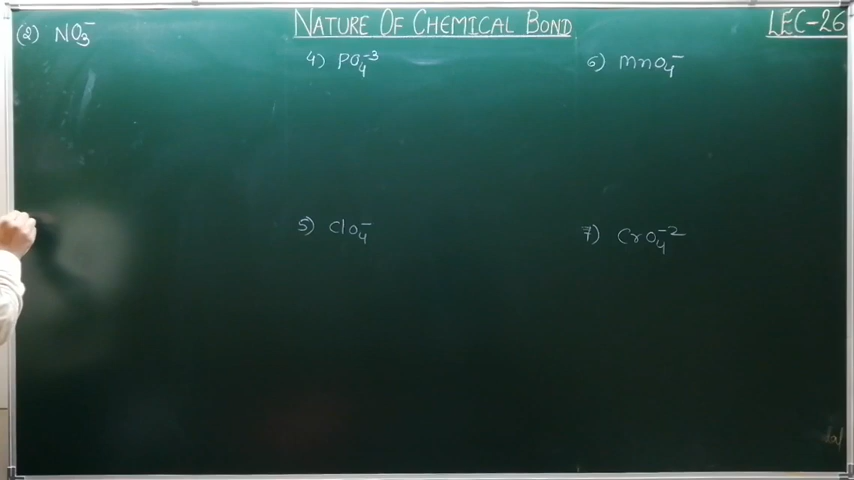 NATURE OF CHEMICAL BOND
LEC-26
(2) NO₃⁻
4) PO₄⁻³
6) MnO₄⁻
5) ClO₄⁻
7) CrO₄⁻²